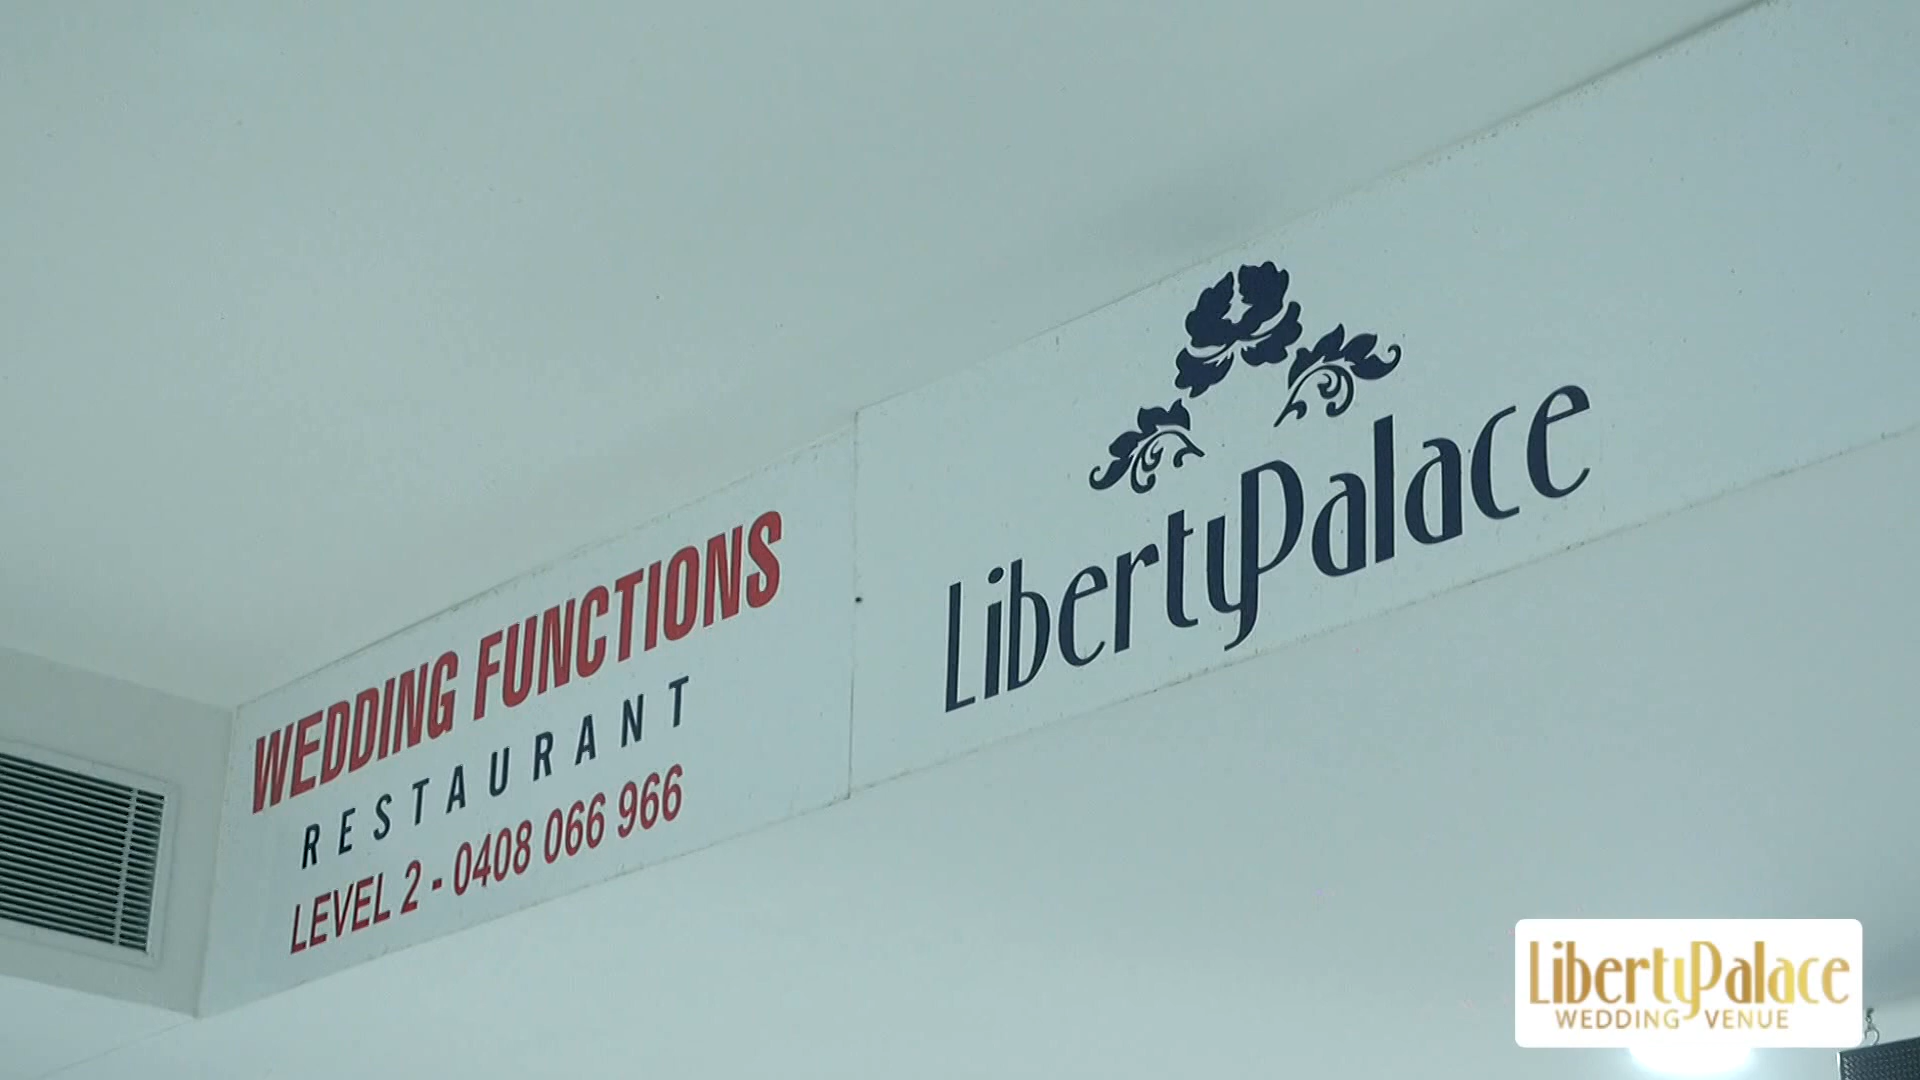 WEDDING FUNCTIONS
RESTAURANT
LEVEL 2 - 0408 066 966
LibertyPalace
LibertyPalace
WEDDING VENUE